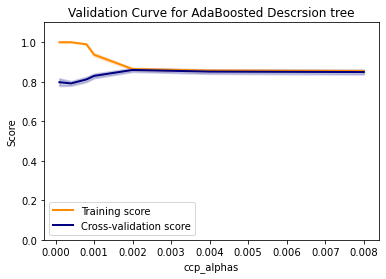 Validation Curve for AdaBoosted Descrsion tree
1.0
0.8
0.6
0.4
0.2
0.0
Score
Training score
Cross-validation score
0.000 0.001 0.002 0.003 0.004 0.005 0.006 0.007 0.008
ccp_alphas